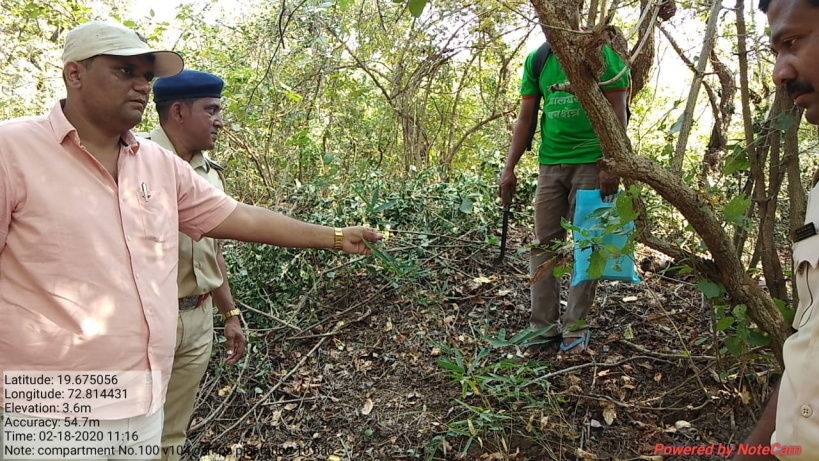 Latitude: 19.675056
Longitude: 72.814431
Elevation: 3.6m
Accuracy: 54.7m
Time: 02-18-2020 11:16
Note: compartment No.100
Powered by NoteCam